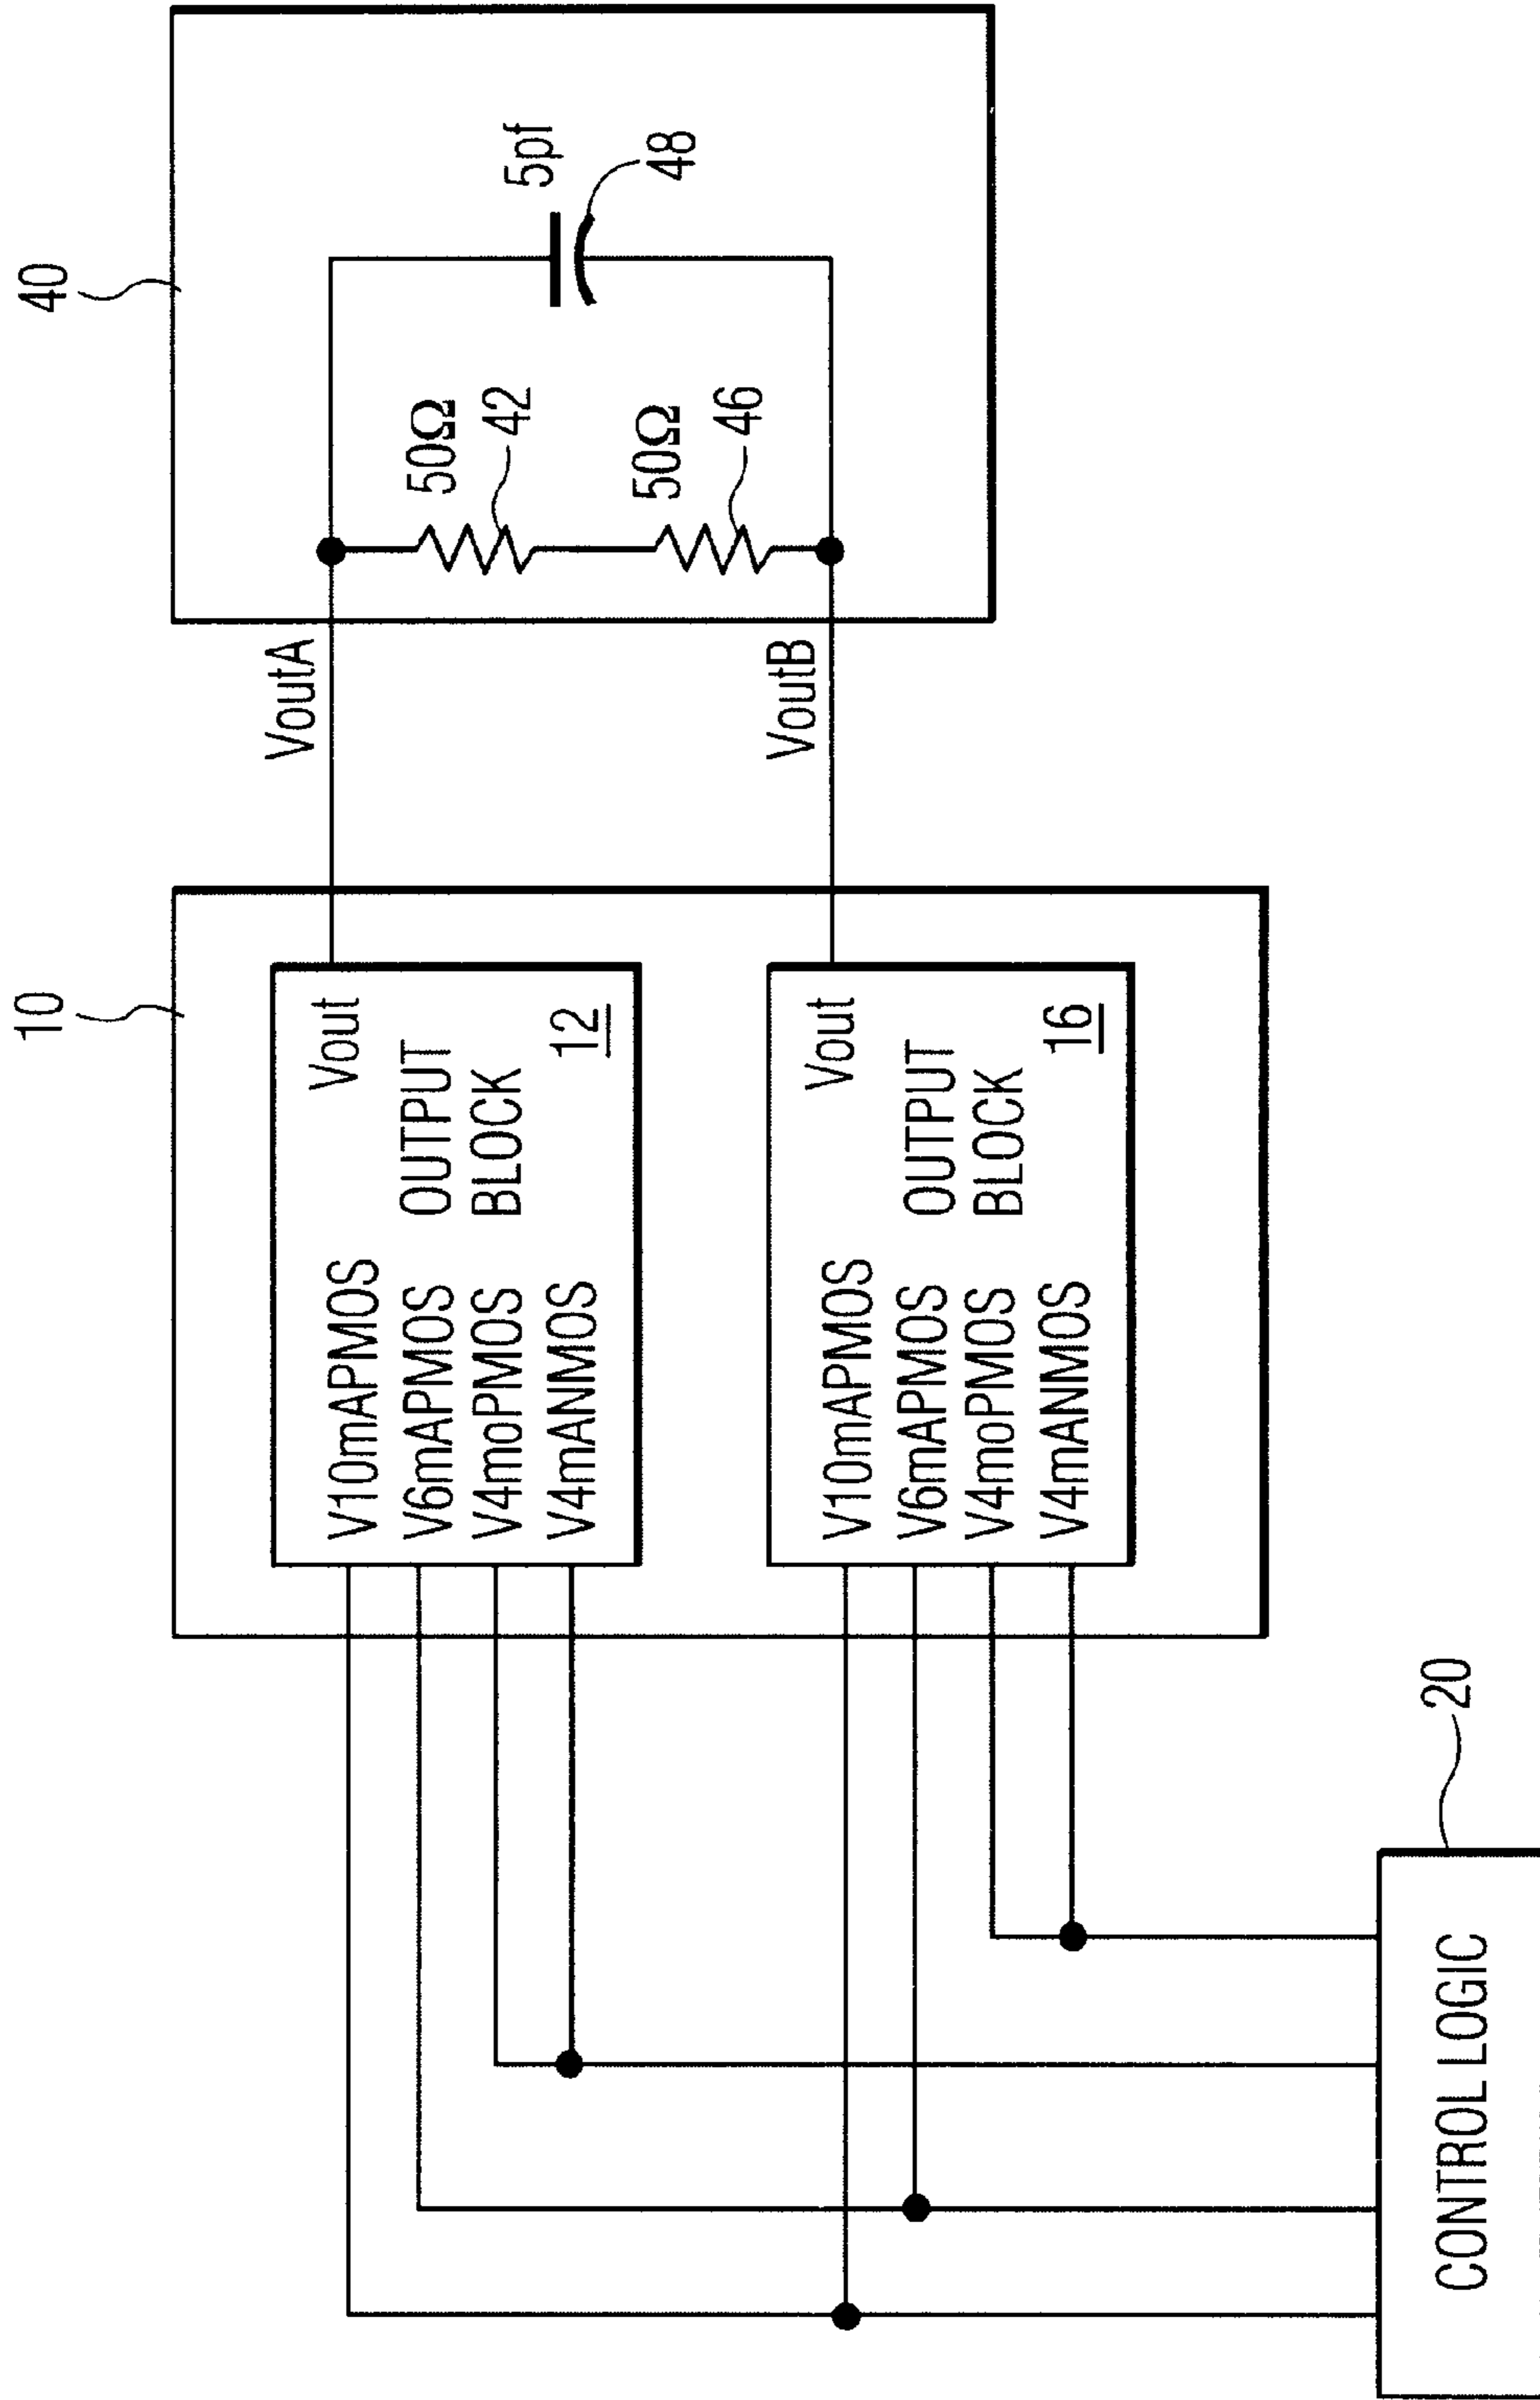 10
40
V10mAPMOS
V6mAPMOS
V4moPMOS
V4mANMOS
OUTPUT
BLOCK
Vout
12
VoutA
50Ω
42
50Ω
46
5pf
48
V10mAPMOS
V6mAPMOS
V4moPMOS
V4mANMOS
OUTPUT
BLOCK
Vout
16
VoutB
20
CONTROL LOGIC